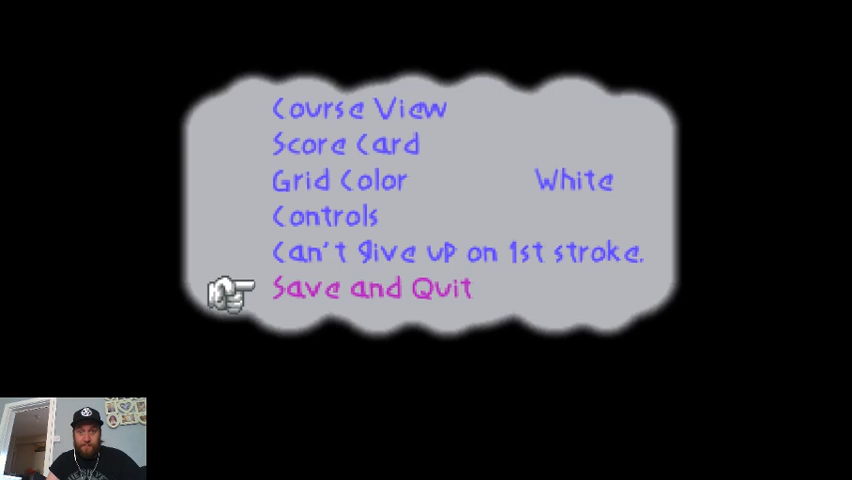 Course View
Score Card
Grid Color White
Controls
Can't give up on 1st stroke.
Save and Quit